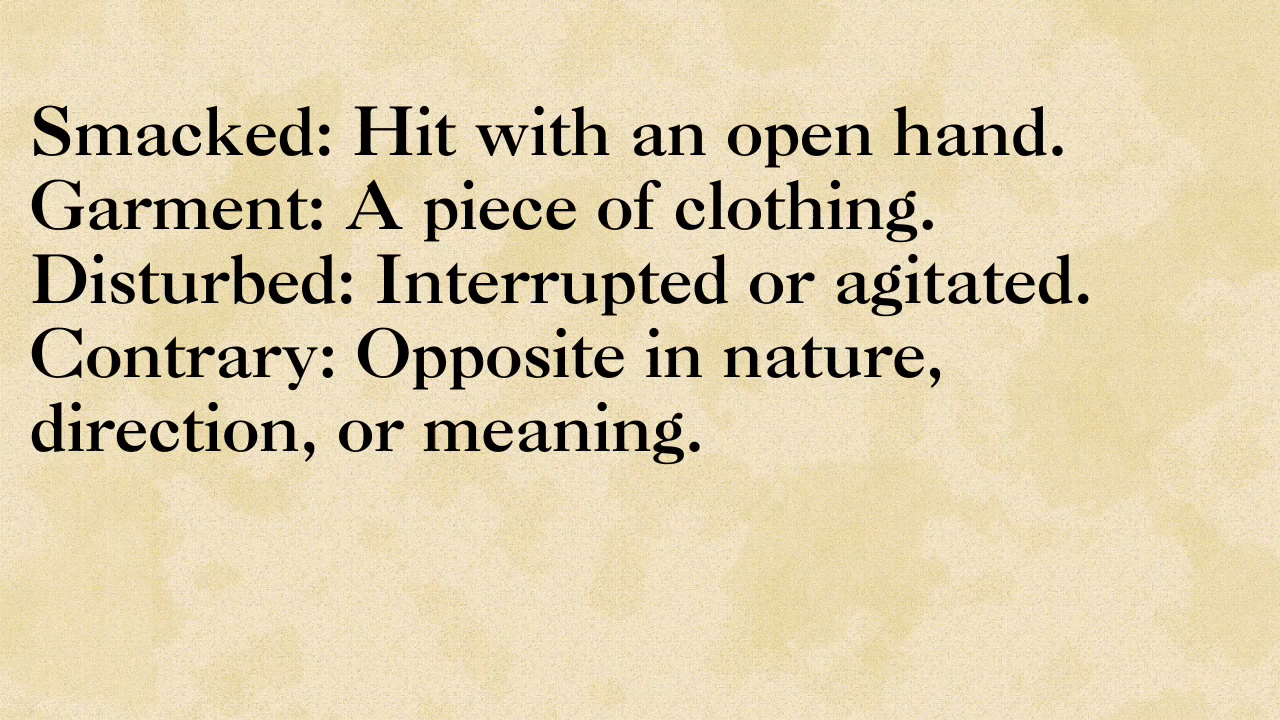 Smacked: Hit with an open hand.
Garment: A piece of clothing.
Disturbed: Interrupted or agitated.
Contrary: Opposite in nature,
direction, or meaning.